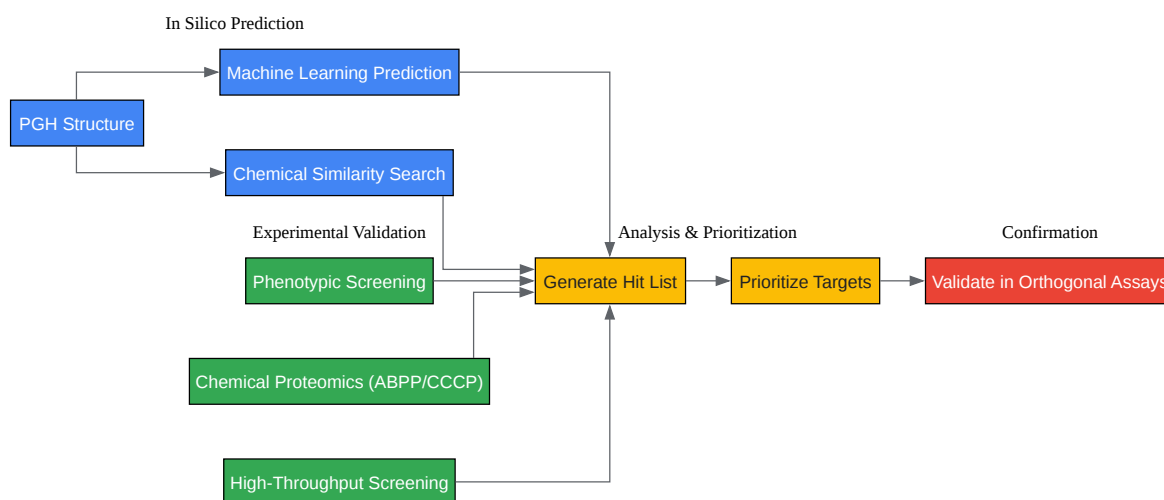 In Silico Prediction
Machine Learning Prediction
PGH Structure
Chemical Similarity Search
Experimental Validation
Analysis & Prioritization
Confirmation
Phenotypic Screening
Generate Hit List
Prioritize Targets
Validate in Orthogonal Assays
Chemical Proteomics (ABPP/CCCP)
High-Throughput Screening